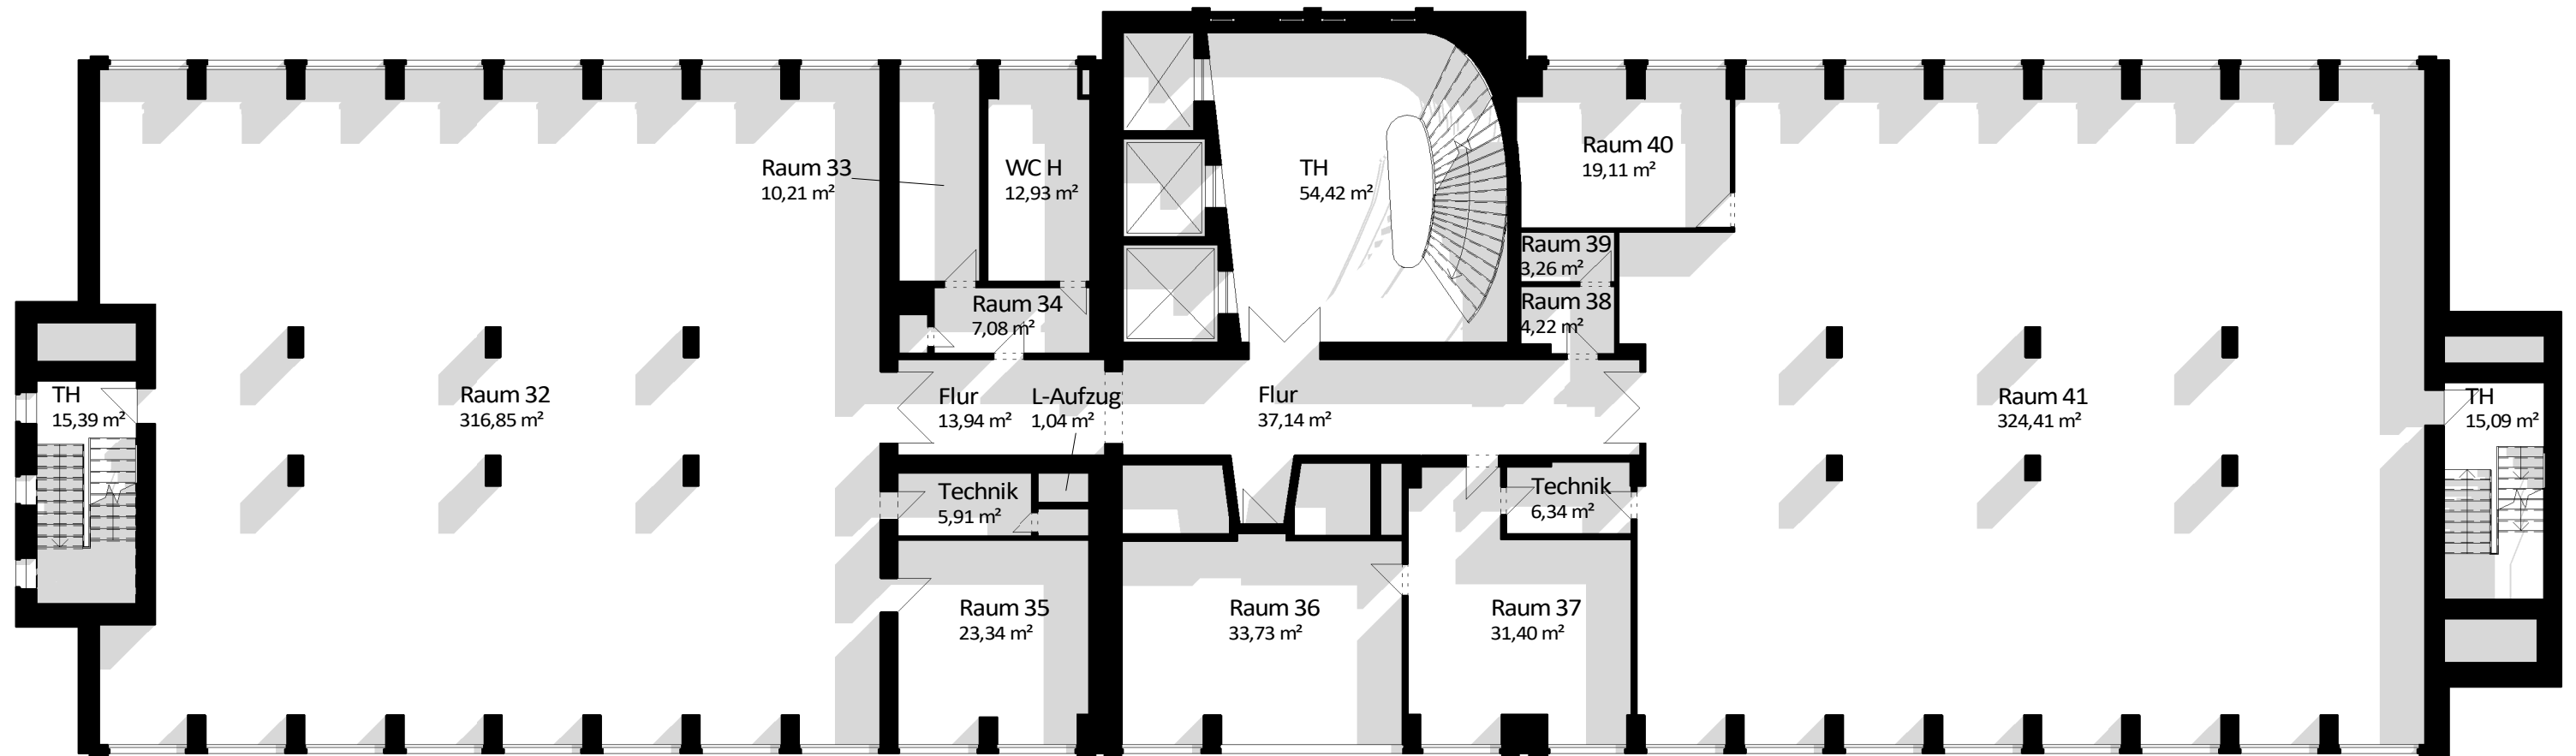 Raum 33
10,21 m²
WC H
12,93 m²
TH
54,42 m²
Raum 40
19,11 m²
Raum 39
3,26 m²
Raum 34
7,08 m²
Raum 38
4,22 m²
TH
15,39 m²
Raum 32
316,85 m²
Flur
13,94 m²
L-Aufzug
1,04 m²
Flur
37,14 m²
Raum 41
324,41 m²
TH
15,09 m²
Technik
5,91 m²
Technik
6,34 m²
Raum 35
23,34 m²
Raum 36
33,73 m²
Raum 37
31,40 m²